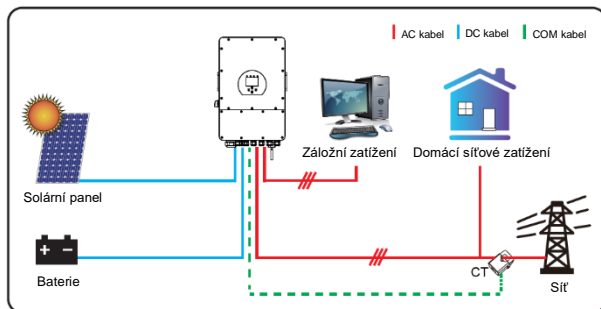 AC kabel
DC kabel
COM kabel
Záložní zatížení
Domácí síťové zatížení
Solární panel
Baterie
CT
Síť